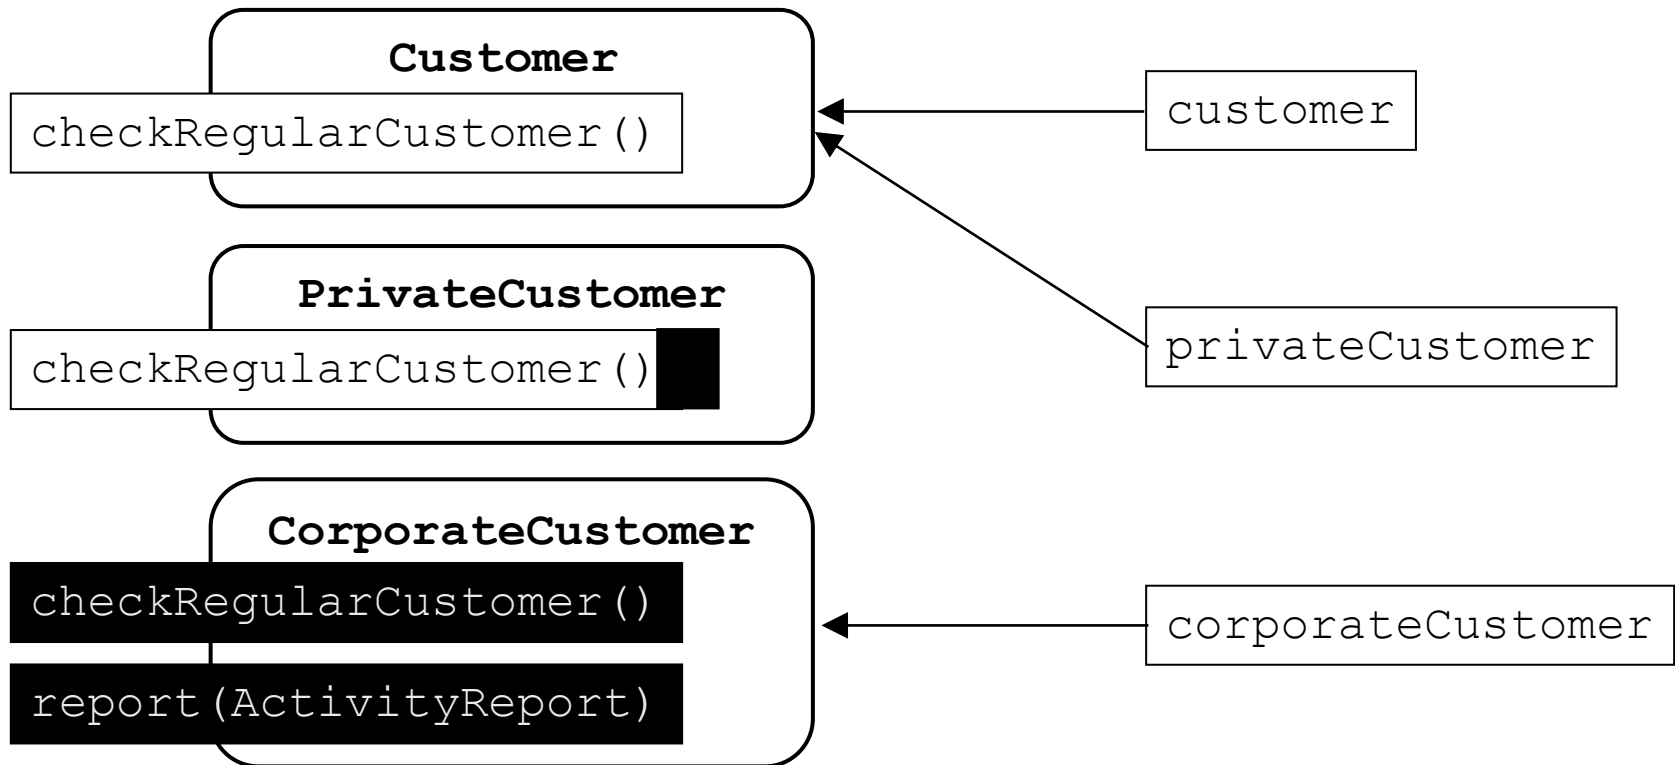 Customer
checkRegularCustomer()
customer
PrivateCustomer
checkRegularCustomer()
privateCustomer
CorporateCustomer
checkRegularCustomer()
corporateCustomer
report(ActivityReport)